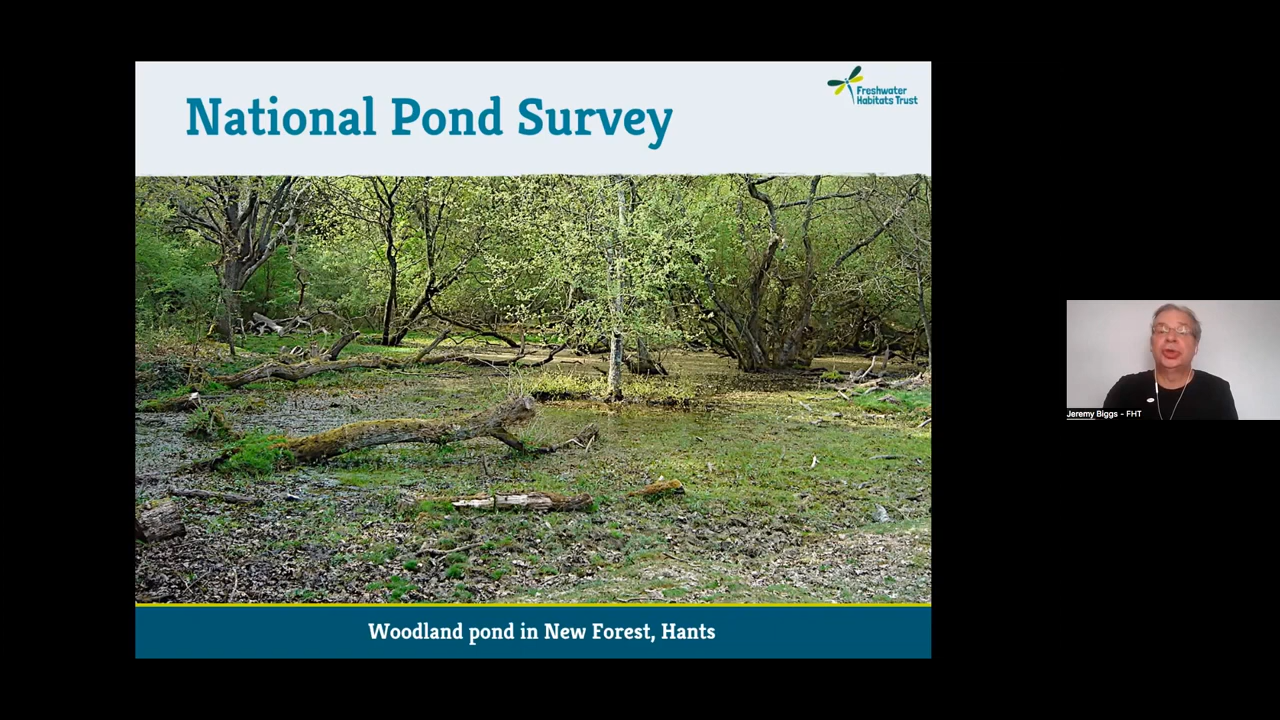 National Pond Survey
Freshwater
Habitats Trust
Woodland pond in New Forest, Hants
Jeremy Biggs - FHT